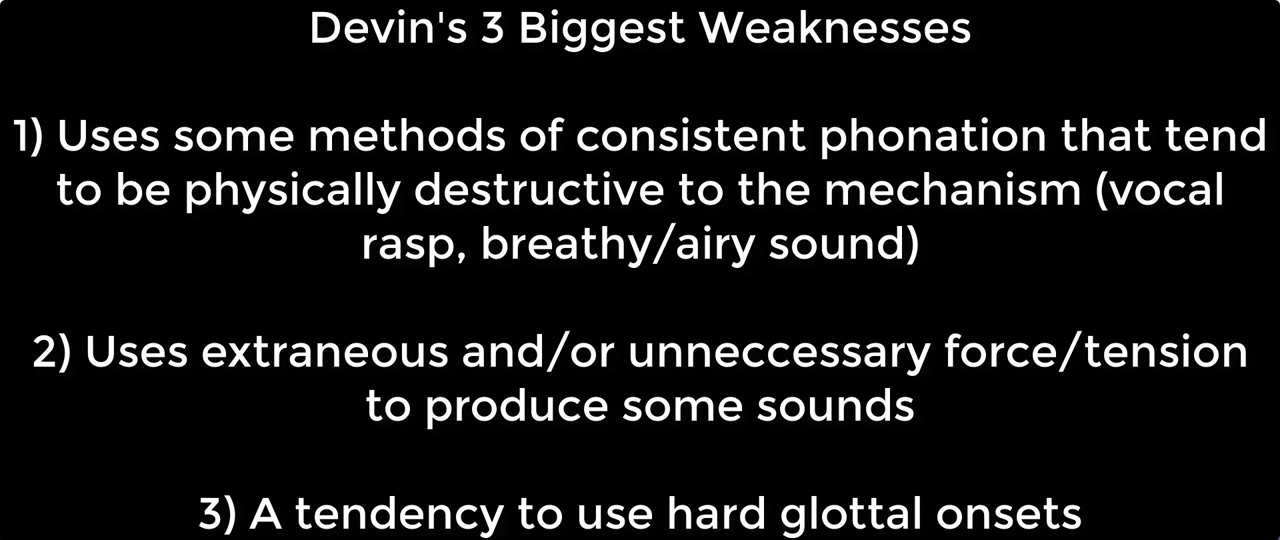 Devin's 3 Biggest Weaknesses
1) Uses some methods of consistent phonation that tend
to be physically destructive to the mechanism (vocal
rasp, breathy/airy sound)
2) Uses extraneous and/or unneccessary force/tension
to produce some sounds
3) A tendency to use hard glottal onsets